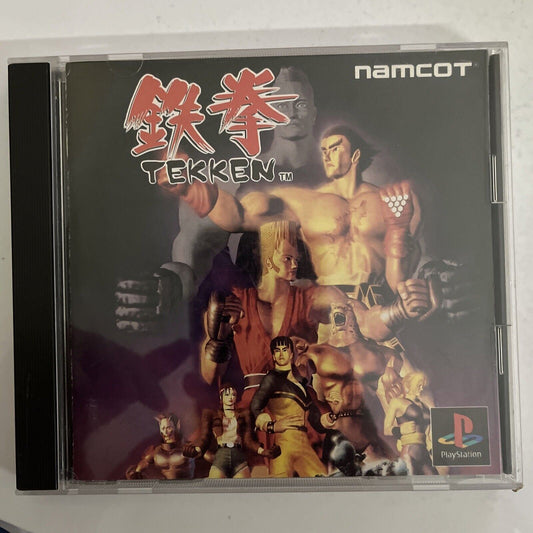 namcot
鉄拳
TEKKEN™
PlayStation